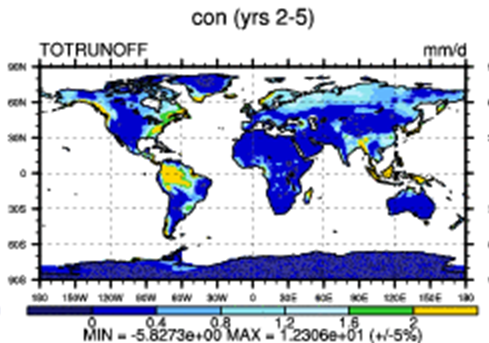 con (yrs 2-5)
TOTRUNOFF mm/d
90N
60N
30N
0
30S
60S
90S
180 150W 120W 90W 60W 30W 0 30E 60E 90E 120E 150E 180
0 0.4 0.8 1.2 1.6 2
MIN = -5.8273e+00 MAX = 1.2306e+01 (+/-5%)